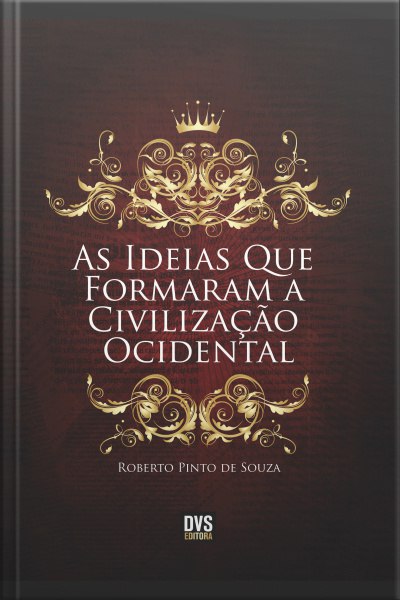 As Ideias Que
Formaram a
Civilização
Ocidental
Roberto Pinto de Souza
DVS
EDITORA